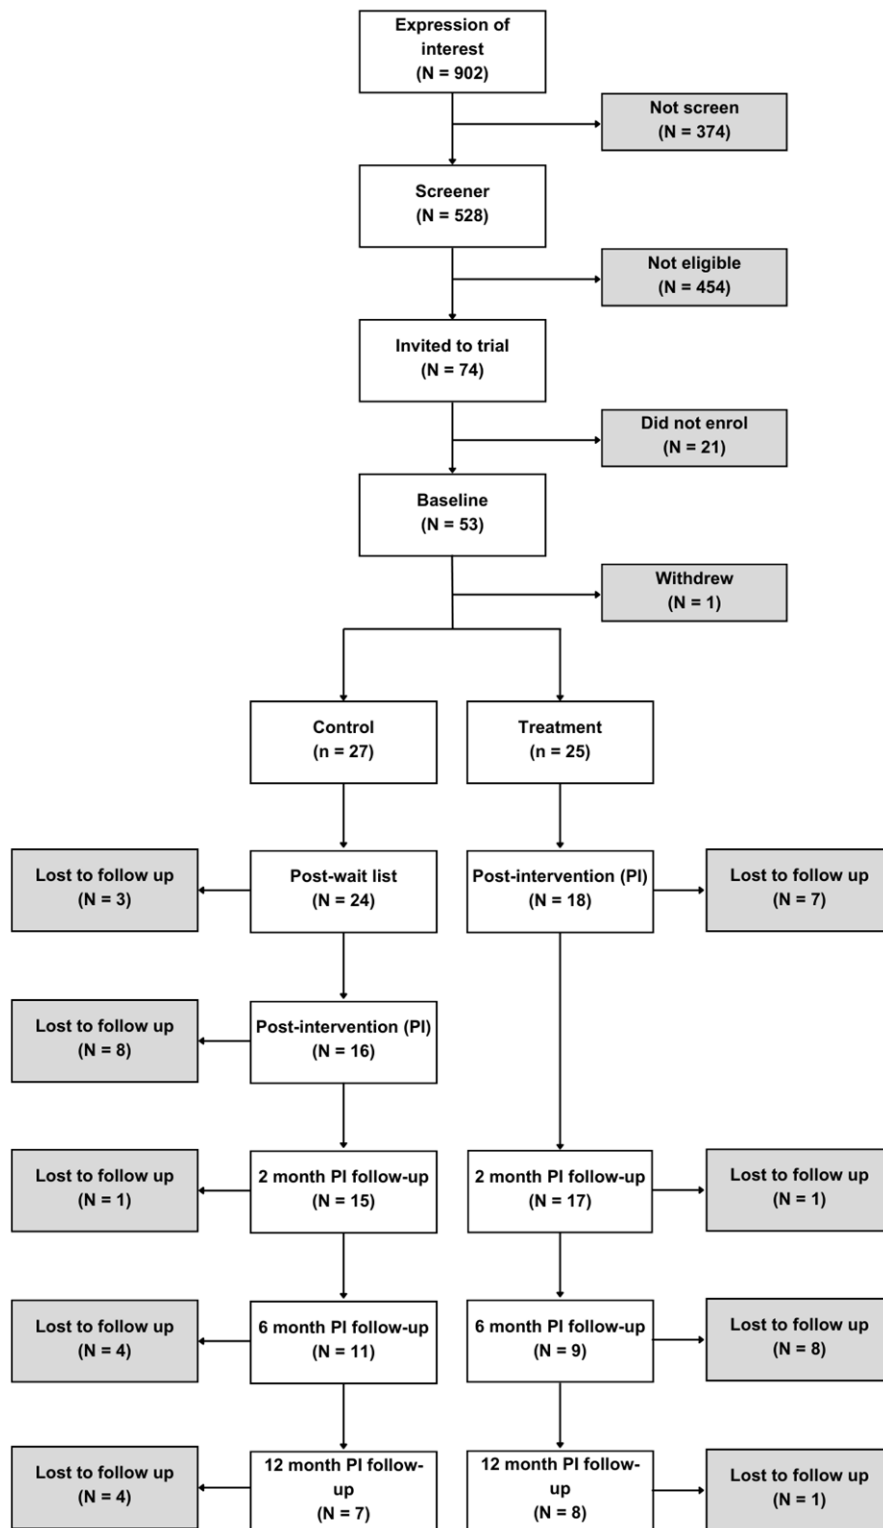 Expression of
interest
(N = 902)
Not screen
(N = 374)
Screener
(N = 528)
Not eligible
(N = 454)
Invited to trial
(N = 74)
Did not enrol
(N = 21)
Baseline
(N = 53)
Withdrew
(N = 1)
Control
(n = 27)
Treatment
(n = 25)
Lost to follow up
(N = 3)
Post-wait list
(N = 24)
Post-intervention (PI)
(N = 18)
Lost to follow up
(N = 7)
Lost to follow up
(N = 8)
Post-intervention (PI)
(N = 16)
Lost to follow up
(N = 1)
2 month PI follow-up
(N = 15)
2 month PI follow-up
(N = 17)
Lost to follow up
(N = 1)
Lost to follow up
(N = 4)
6 month PI follow-up
(N = 11)
6 month PI follow-up
(N = 9)
Lost to follow up
(N = 8)
Lost to follow up
(N = 4)
12 month PI follow-
up
(N = 7)
12 month PI follow-
up
(N = 8)
Lost to follow up
(N = 1)